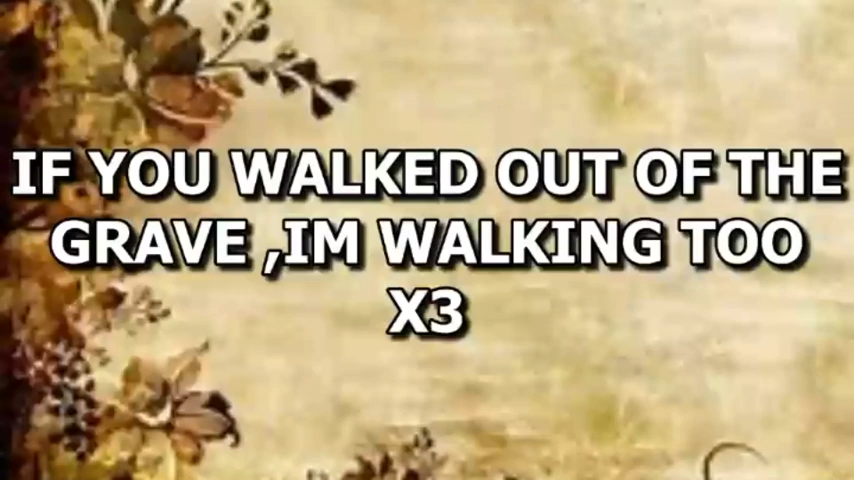 IF YOU WALKED OUT OF THE
GRAVE ,IM WALKING TOO
X3